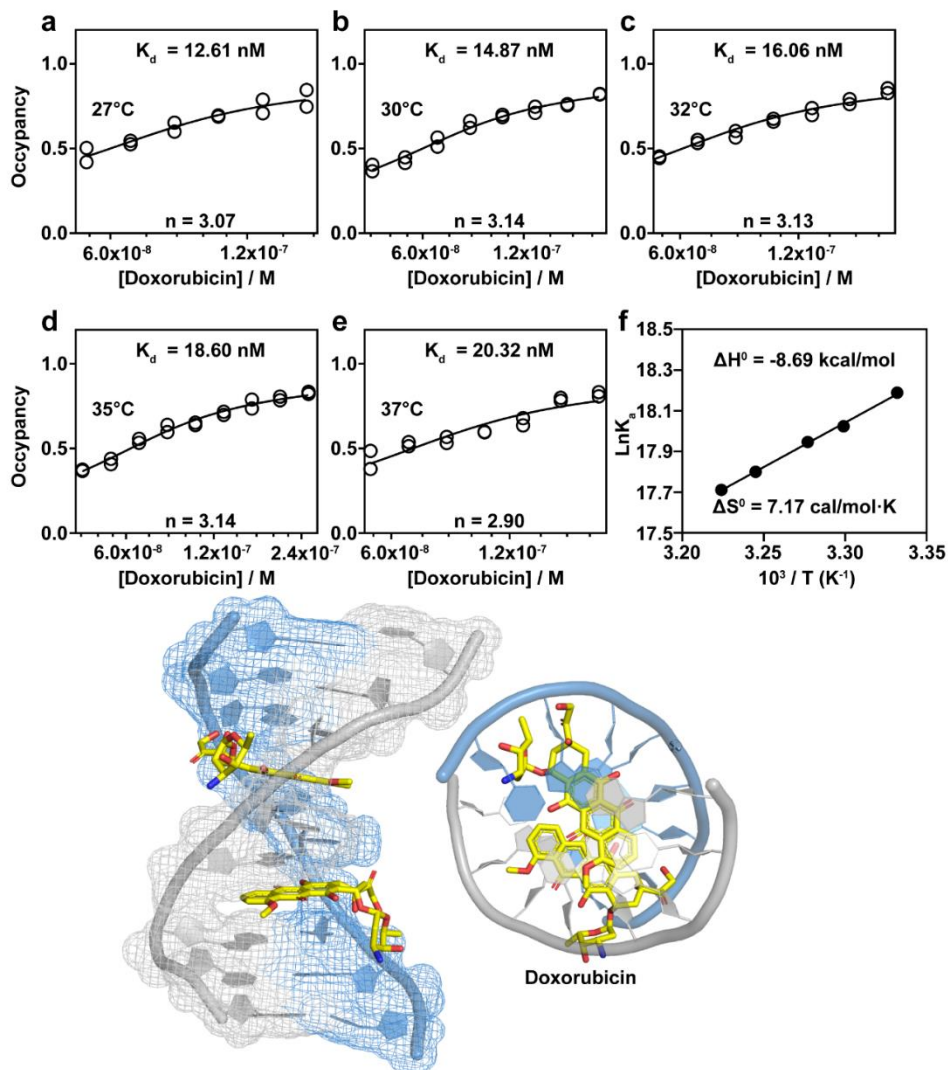 a
K_d = 12.61 nM
27°C
n = 3.07
1.0
0.5
0.0
Occypancy
6.0x10⁻⁸ 1.2x10⁻⁷
[Doxorubicin] / M
b
K_d = 14.87 nM
30°C
n = 3.14
1.0
0.5
0.0
6.0x10⁻⁸ 1.2x10⁻⁷
[Doxorubicin] / M
c
K_d = 16.06 nM
32°C
n = 3.13
1.0
0.5
0.0
6.0x10⁻⁸ 1.2x10⁻⁷
[Doxorubicin] / M
d
K_d = 18.60 nM
35°C
n = 3.14
1.0
0.5
0.0
Occypancy
6.0x10⁻⁸ 1.2x10⁻⁷ 2.4x10⁻⁷
[Doxorubicin] / M
e
K_d = 20.32 nM
37°C
n = 2.90
1.0
0.5
0.0
6.0x10⁻⁸ 1.2x10⁻⁷
[Doxorubicin] / M
f
ΔH⁰ = -8.69 kcal/mol
ΔS⁰ = 7.17 cal/mol·K
18.5
18.3
18.1
17.9
17.7
17.5
LnK_a
3.20 3.25 3.30 3.35
10³ / T (K⁻¹)
Doxorubicin